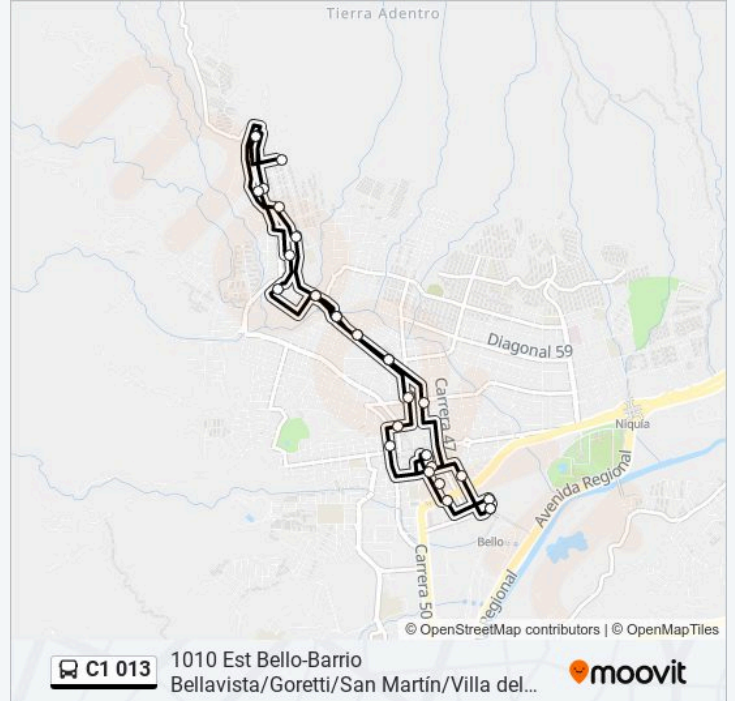 Tierra Adentro
Diagonal 59
Carrera 47
Niquía
Avenida Regional
Bello
Carrera 50
egional
© OpenStreetMap contributors | © OpenMapTiles
C1 013
1010 Est Bello-Barrio
Bellavista/Goretti/San Martín/Villa del...
moovit